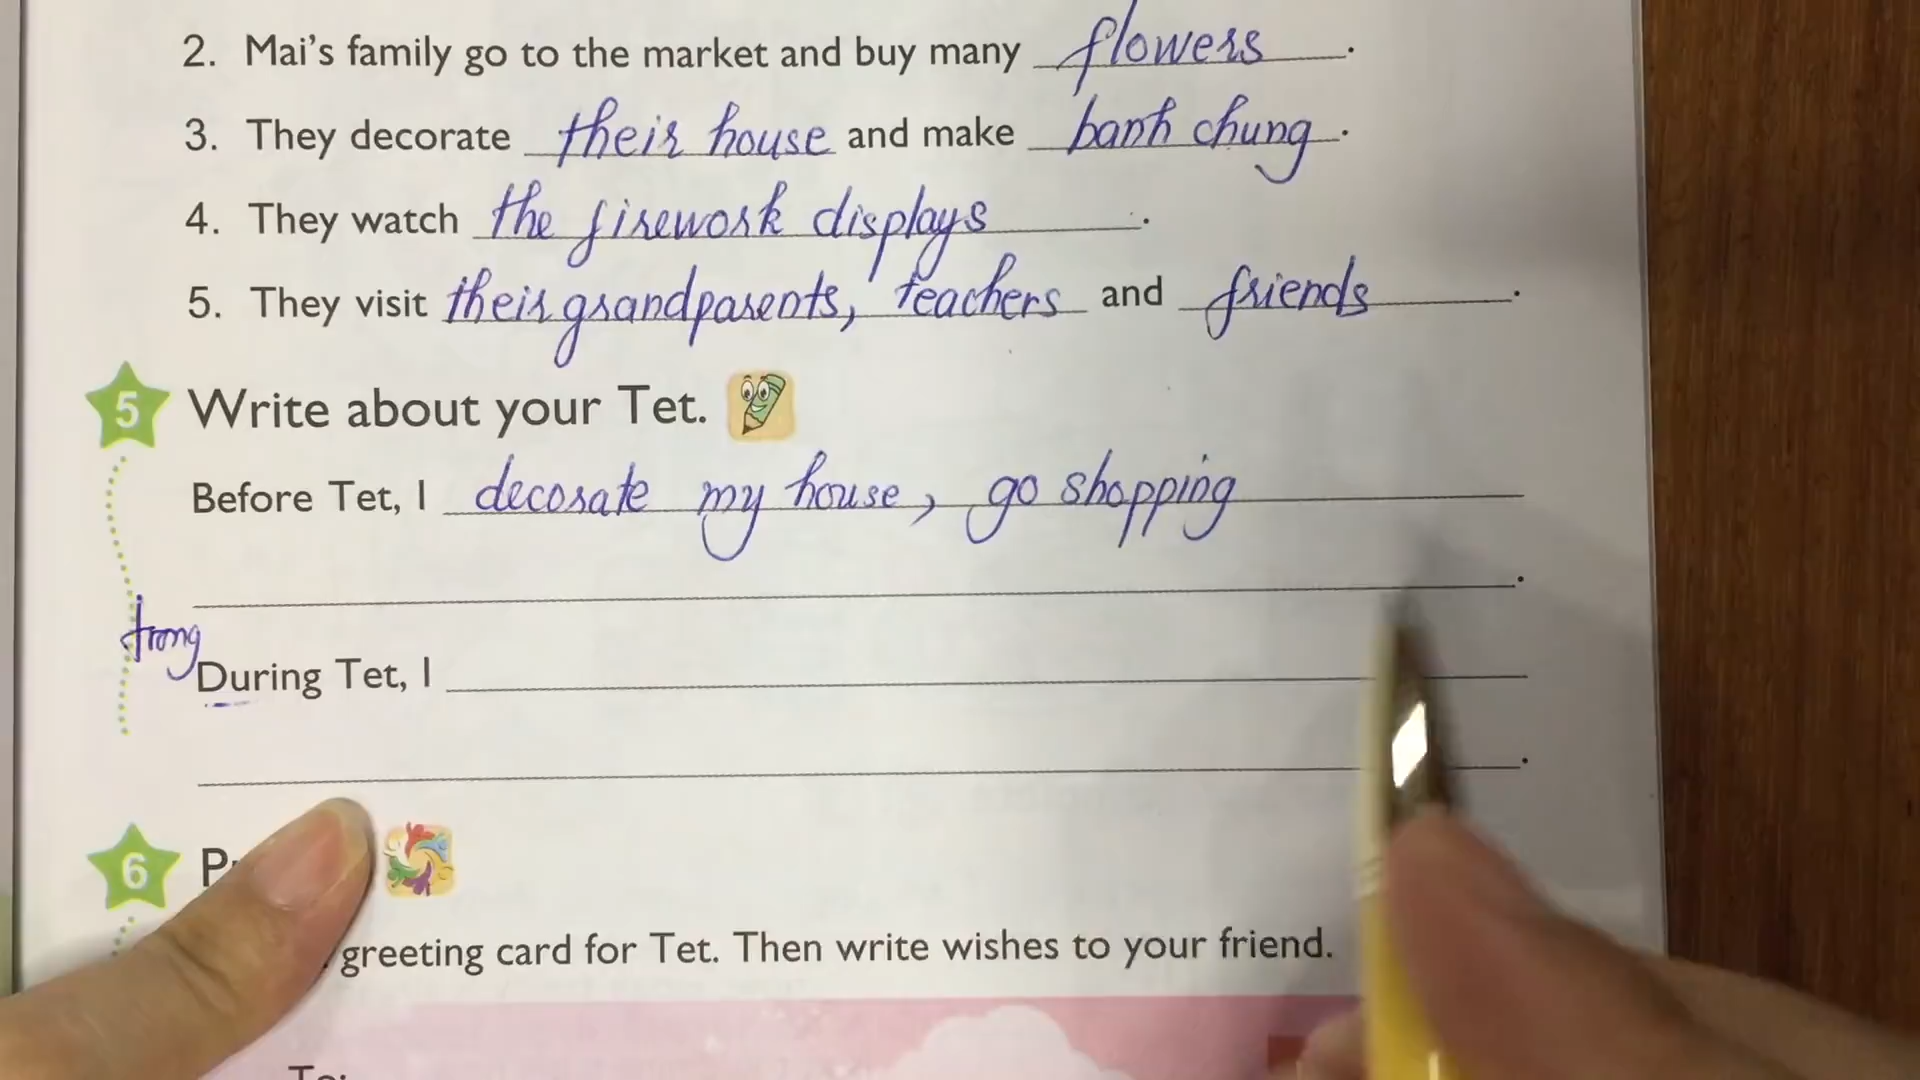 2. Mai's family go to the market and buy many flowers.
3. They decorate their house and make banh chung.
4. They watch the firework displays.
5. They visit their grandparents, teachers and friends.
5 Write about your Tet.
Before Tet, I decorate my house, go shopping
.
trong
During Tet, I
.
6
greeting card for Tet. Then write wishes to your friend.
To: